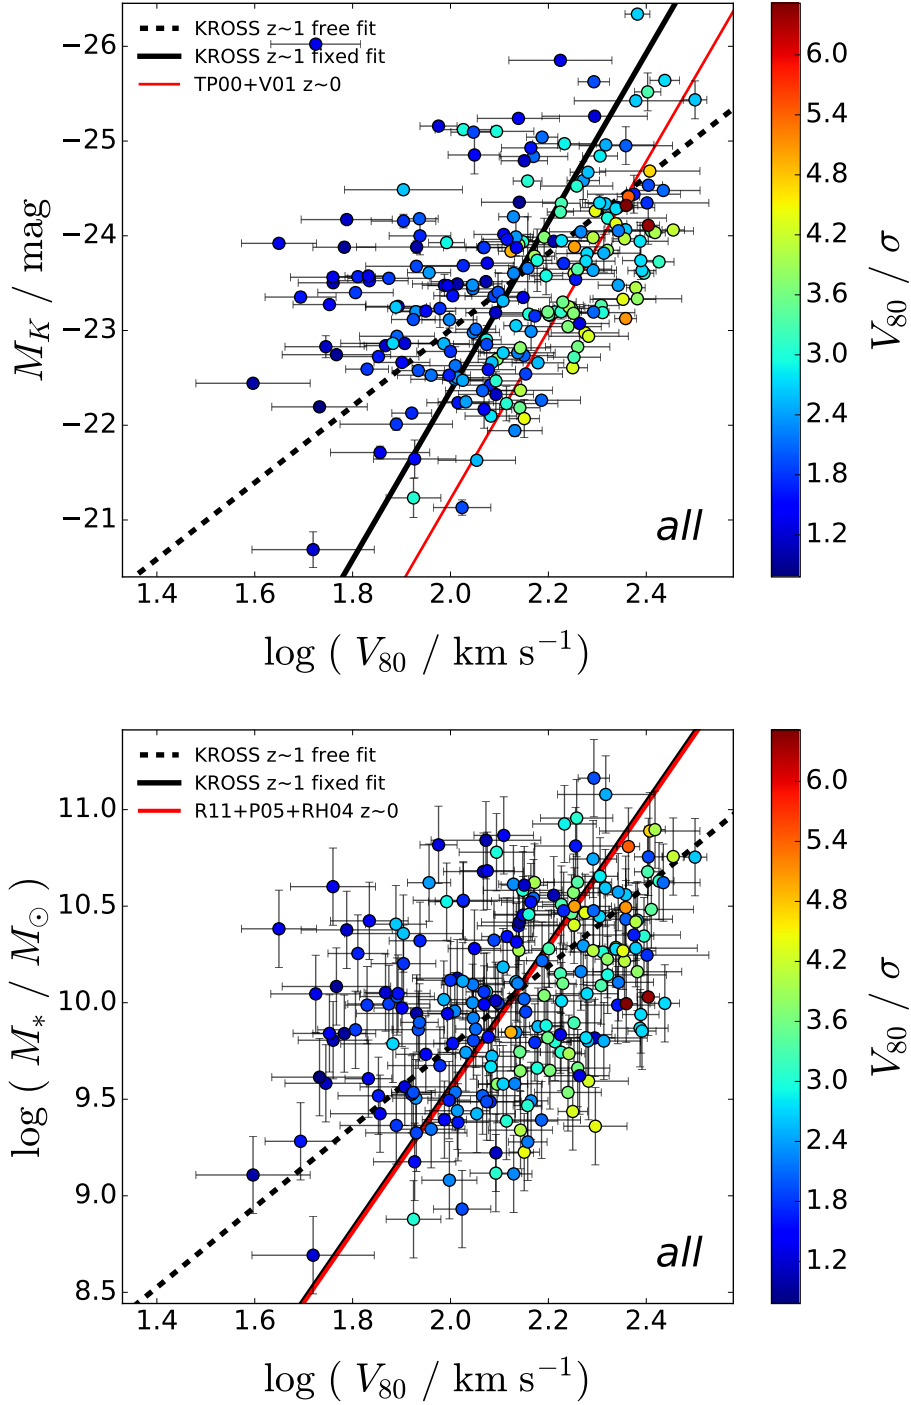 KROSS z~1 free fit
KROSS z~1 fixed fit
TP00+V01 z~0
−26
−25
−24
−23
−22
−21
M_K / mag
all
1.4 1.6 1.8 2.0 2.2 2.4
log ( V_80 / km s^−1)
6.0
5.4
4.8
4.2
3.6
3.0
2.4
1.8
1.2
V_80 / σ
KROSS z~1 free fit
KROSS z~1 fixed fit
R11+P05+RH04 z~0
11.0
10.5
10.0
9.5
9.0
8.5
log ( M_* / M_⊙)
all
1.4 1.6 1.8 2.0 2.2 2.4
log ( V_80 / km s^−1)
6.0
5.4
4.8
4.2
3.6
3.0
2.4
1.8
1.2
V_80 / σ